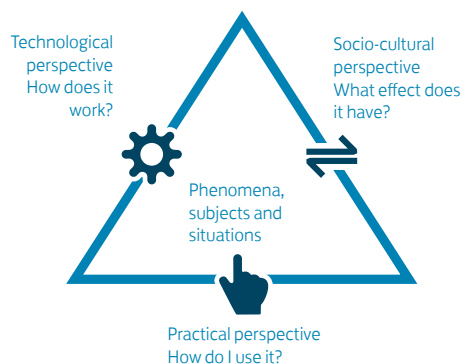 Technological
perspective
How does it
work?
Socio-cultural
perspective
What effect does
it have?
Phenomena,
subjects and
situations
Practical perspective
How do I use it?